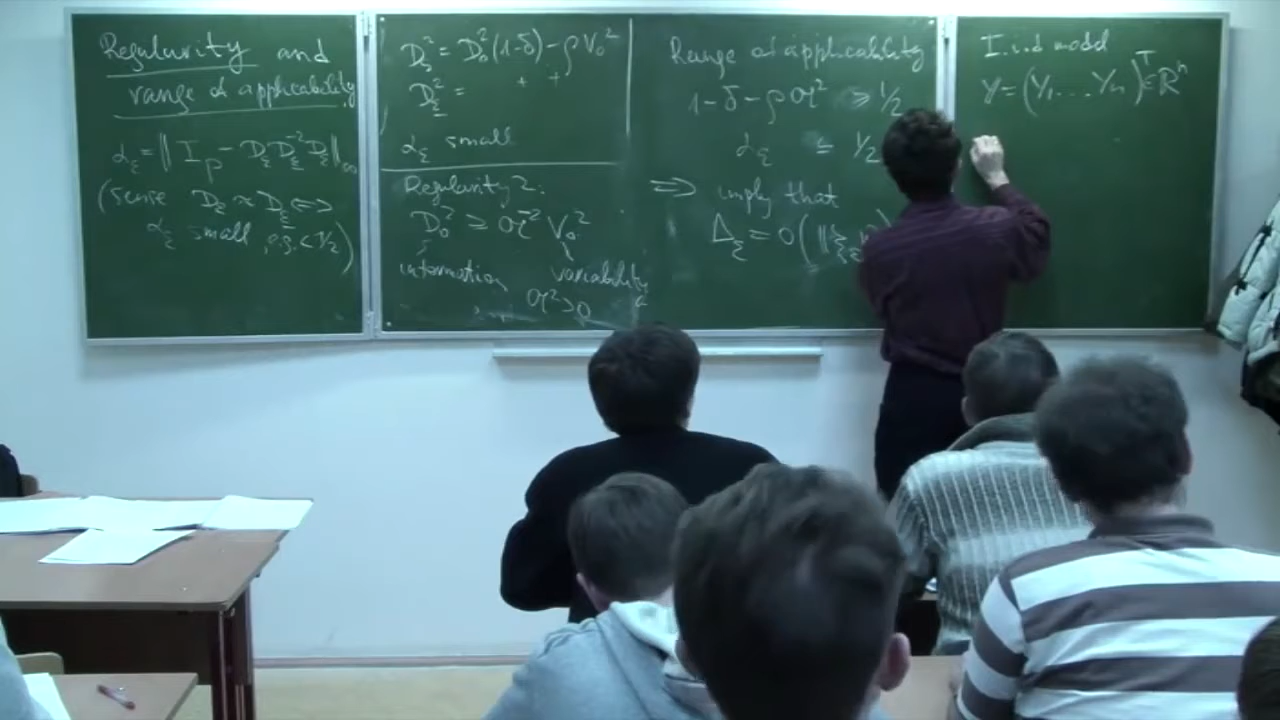 Regularity and
range of applicability
α_ε = || I_p − D_ε D_ε^{-2} D_ε ||_∞
(sense D_ε ≈ D_ε ⟺
α_ε small, e.g. < 1/2)
D_ε^2 = D_0^2 (1-δ) − ρ V_0^2
D_ε^2 = + +
α_ε small
Regularity 2:
D_0^2 ≥ 𝔞^{-2} V_0^2
information variability
𝔞^2 > 0
Range of applicability
1 − δ − ρ 𝔞^2 ≥ 1/2
α_ε ≤ 1/2
⟹ imply that
Δ_ε = O( || ξ_ε
I.i.d model
Y = (Y_1 ... Y_n)^T ∈ ℝ^n